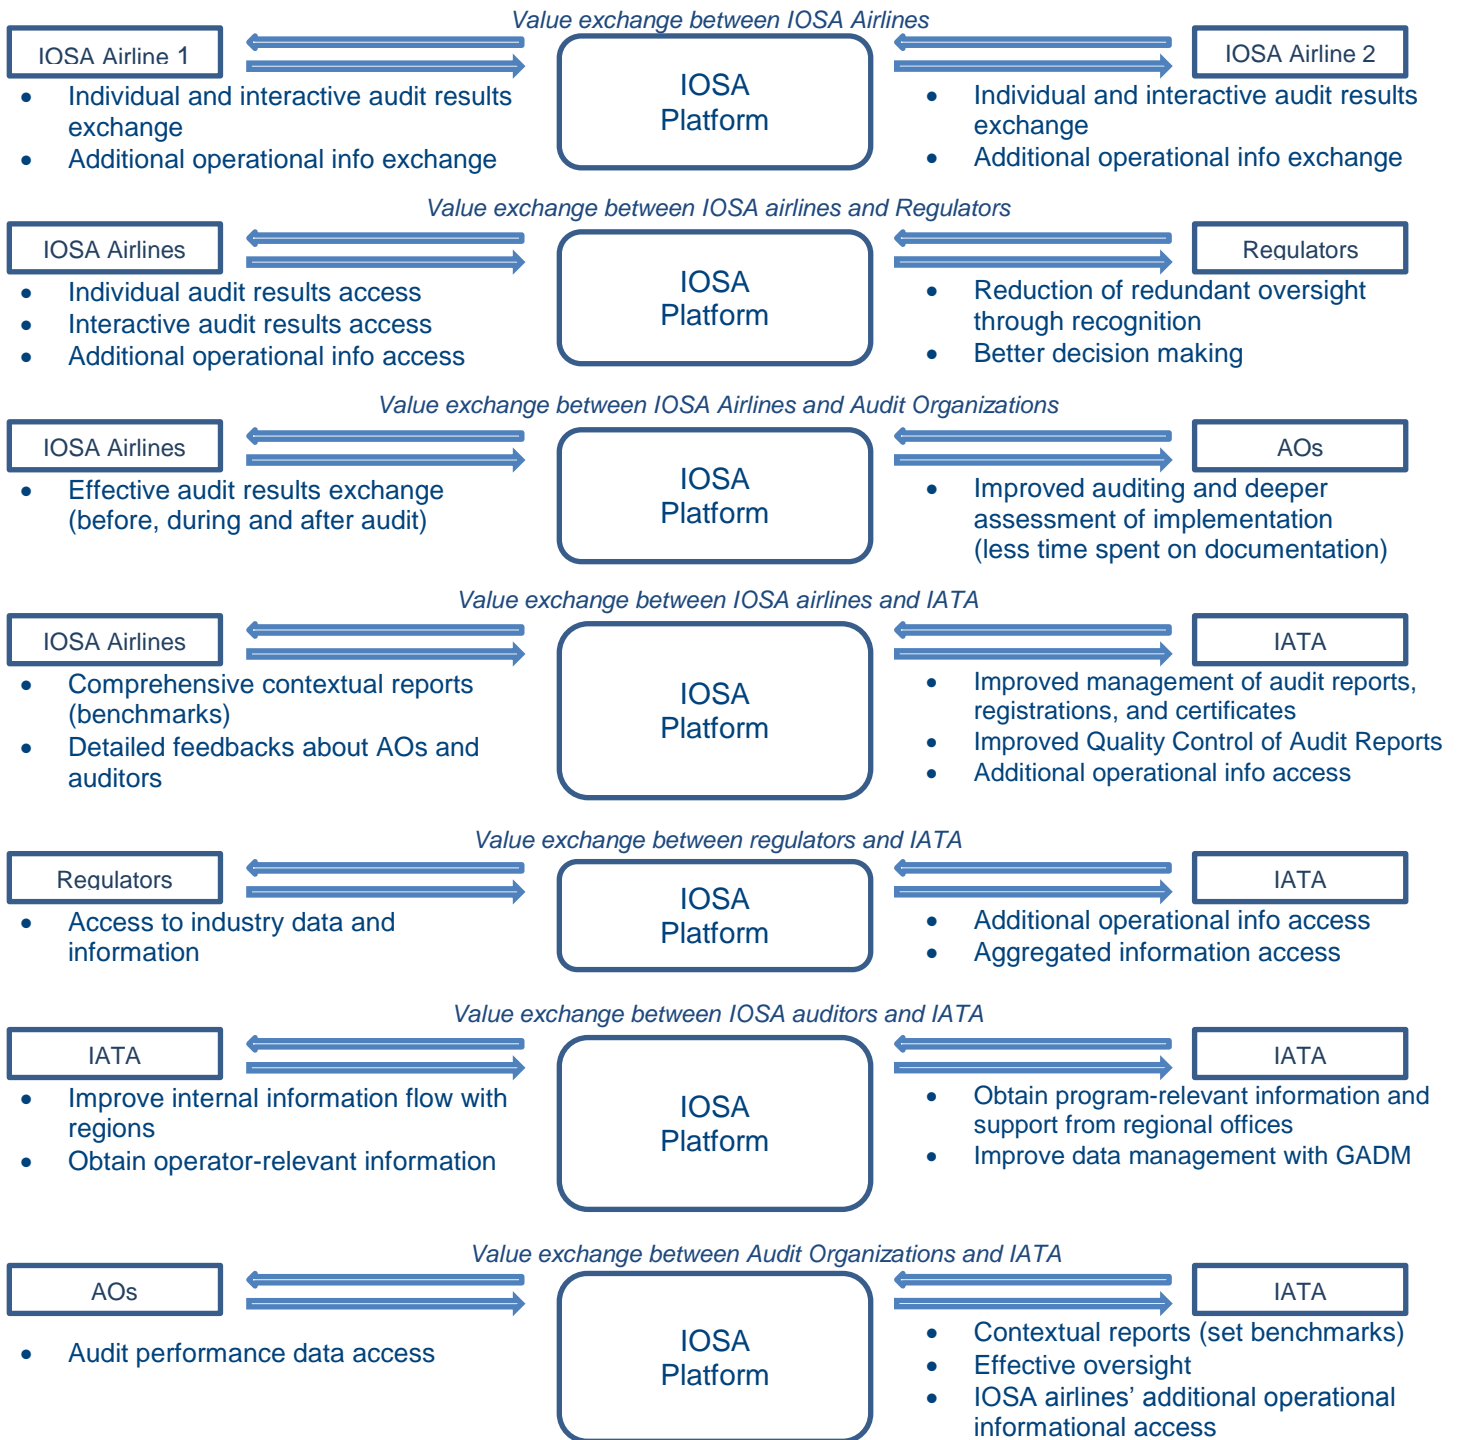 Value exchange between IOSA Airlines
IOSA Airline 1
IOSA
Platform
IOSA Airline 2
• Individual and interactive audit results
exchange
• Additional operational info exchange
• Individual and interactive audit results
exchange
• Additional operational info exchange
Value exchange between IOSA airlines and Regulators
IOSA Airlines
IOSA
Platform
Regulators
• Individual audit results access
• Interactive audit results access
• Additional operational info access
• Reduction of redundant oversight
through recognition
• Better decision making
Value exchange between IOSA Airlines and Audit Organizations
IOSA Airlines
IOSA
Platform
AOs
• Effective audit results exchange
(before, during and after audit)
• Improved auditing and deeper
assessment of implementation
(less time spent on documentation)
Value exchange between IOSA airlines and IATA
IOSA Airlines
IOSA
Platform
IATA
• Comprehensive contextual reports
(benchmarks)
• Detailed feedbacks about AOs and
auditors
• Improved management of audit reports,
registrations, and certificates
• Improved Quality Control of Audit Reports
• Additional operational info access
Value exchange between regulators and IATA
Regulators
IOSA
Platform
IATA
• Access to industry data and
information
• Additional operational info access
• Aggregated information access
Value exchange between IOSA auditors and IATA
IATA
IOSA
Platform
IATA
• Improve internal information flow with
regions
• Obtain operator-relevant information
• Obtain program-relevant information and
support from regional offices
• Improve data management with GADM
Value exchange between Audit Organizations and IATA
AOs
IOSA
Platform
IATA
• Audit performance data access
• Contextual reports (set benchmarks)
• Effective oversight
• IOSA airlines’ additional operational
informational access